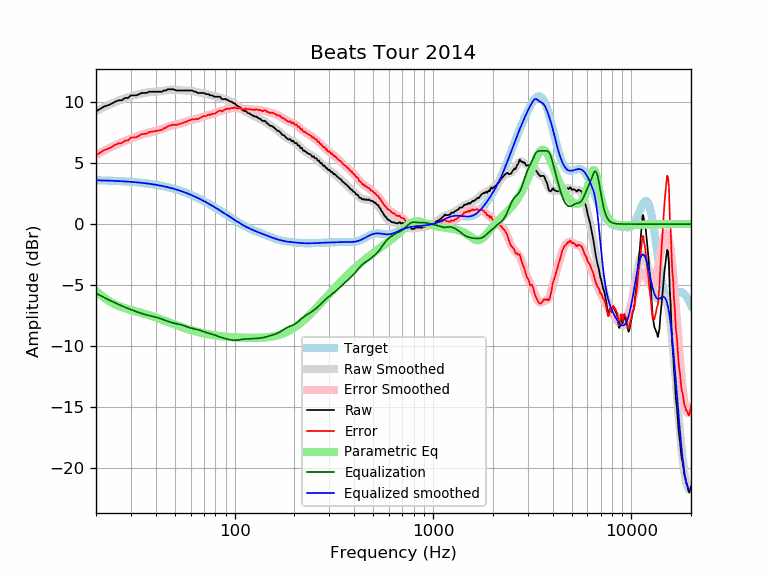 Beats Tour 2014
10
5
0
−5
−10
−15
−20
Amplitude (dBr)
Target
Raw Smoothed
Error Smoothed
Raw
Error
Parametric Eq
Equalization
Equalized smoothed
100 1000 10000
Frequency (Hz)